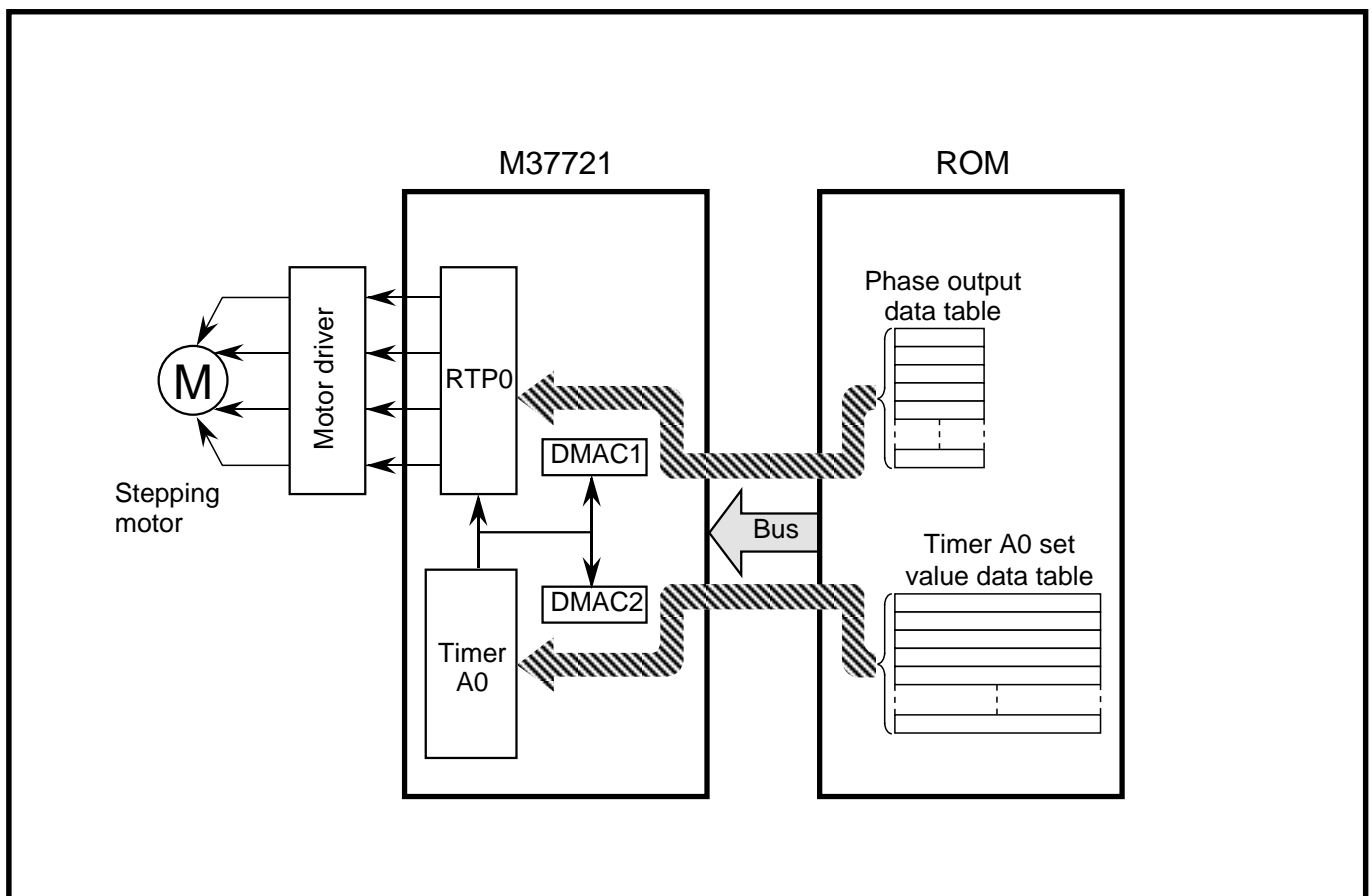 M37721
ROM
Phase output
data table
Motor driver
RTP0
M
DMAC1
Stepping
motor
Bus
Timer A0 set
value data table
DMAC2
Timer
A0